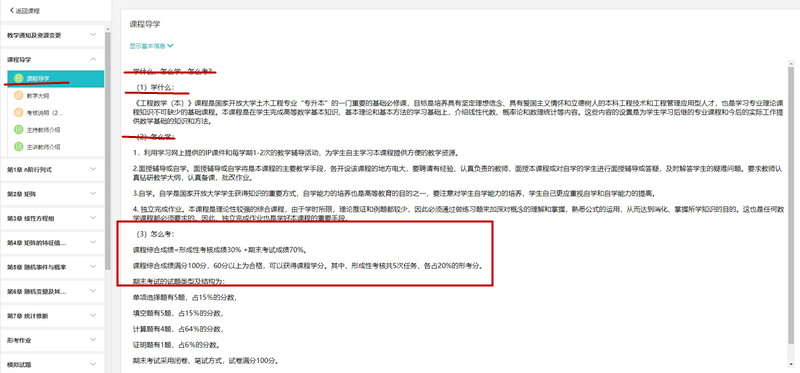 返回课程
教学通知及资源变更
课程导学
课程导学
教学大纲
考核说明（2...
主持教师介绍
主讲教师介绍
第1章 n阶行列式
第2章 矩阵
第3章 线性方程组
第4章 矩阵的特征值...
第5章 随机事件与概率
第6章 随机变量及其...
第7章 统计推断
形考作业
模拟试题
课程导学
显示基本信息
学什么、怎么学、怎么考？
（1）学什么：
《工程数学（本）》课程是国家开放大学土木工程专业“专升本”的一门重要的基础必修课，目标是培养具有坚定理想信念、具有爱国主义情怀和立德树人的本科工程技术和工程管理应用型人才，也是学习专业理论课
程知识不可缺少的基础课程。本课程是在学生完成高等数学基本知识、基本理论和基本方法的学习基础上，介绍线性代数、概率论和数理统计等内容。这些内容的设置是为学生学习后继的专业课程和今后的实际工作提
供数学基础的知识和方法。
（2）怎么学：
1．利用学习网上提供的IP课件和每学期1-2次的教学辅导活动，为学生自主学习本课程提供方便的教学资源。
2.面授辅导或自学。面授辅导或自学将是本课程的主要教学手段，各开设该课程的地方电大，要聘请有经验、认真负责的教师，面授本课程或对自学的学生进行面授辅导或答疑，及时解答学生的疑难问题。要求教师认
真钻研教学大纲，认真备课，批改作业。
3.自学。自学是国家开放大学学生获得知识的重要方式，自学能力的培养也是高等教育的目的之一，要注意对学生自学能力的培养，学生自己更应重视自学和自学能力的提高。
4. 独立完成作业。本课程是理论性较强的综合课程，由于学时所限，理论推证和例题都较少，因此必须通过做练习题来加深对概念的理解和掌握，熟悉公式的运用，从而达到消化、掌握所学知识的目的。这也是任何数
学课程都必须要求的。因此，独立完成作业也是学好本课程的重要手段。
（3）怎么考：
课程综合成绩=形成性考核成绩30% +期末考试成绩70%。
课程综合成绩满分100分，60分以上为合格，可以获得课程学分。其中，形成性考核共5次任务，各占20%的形考分。
期末考试的试题类型及结构为：
单项选择题有5题，占15%的分数，
填空题有5题，占15%的分数，
计算题有4题，占64%的分数，
证明题有1题，占6%的分数。
期末考试采用闭卷、笔试方式，试卷满分100分。